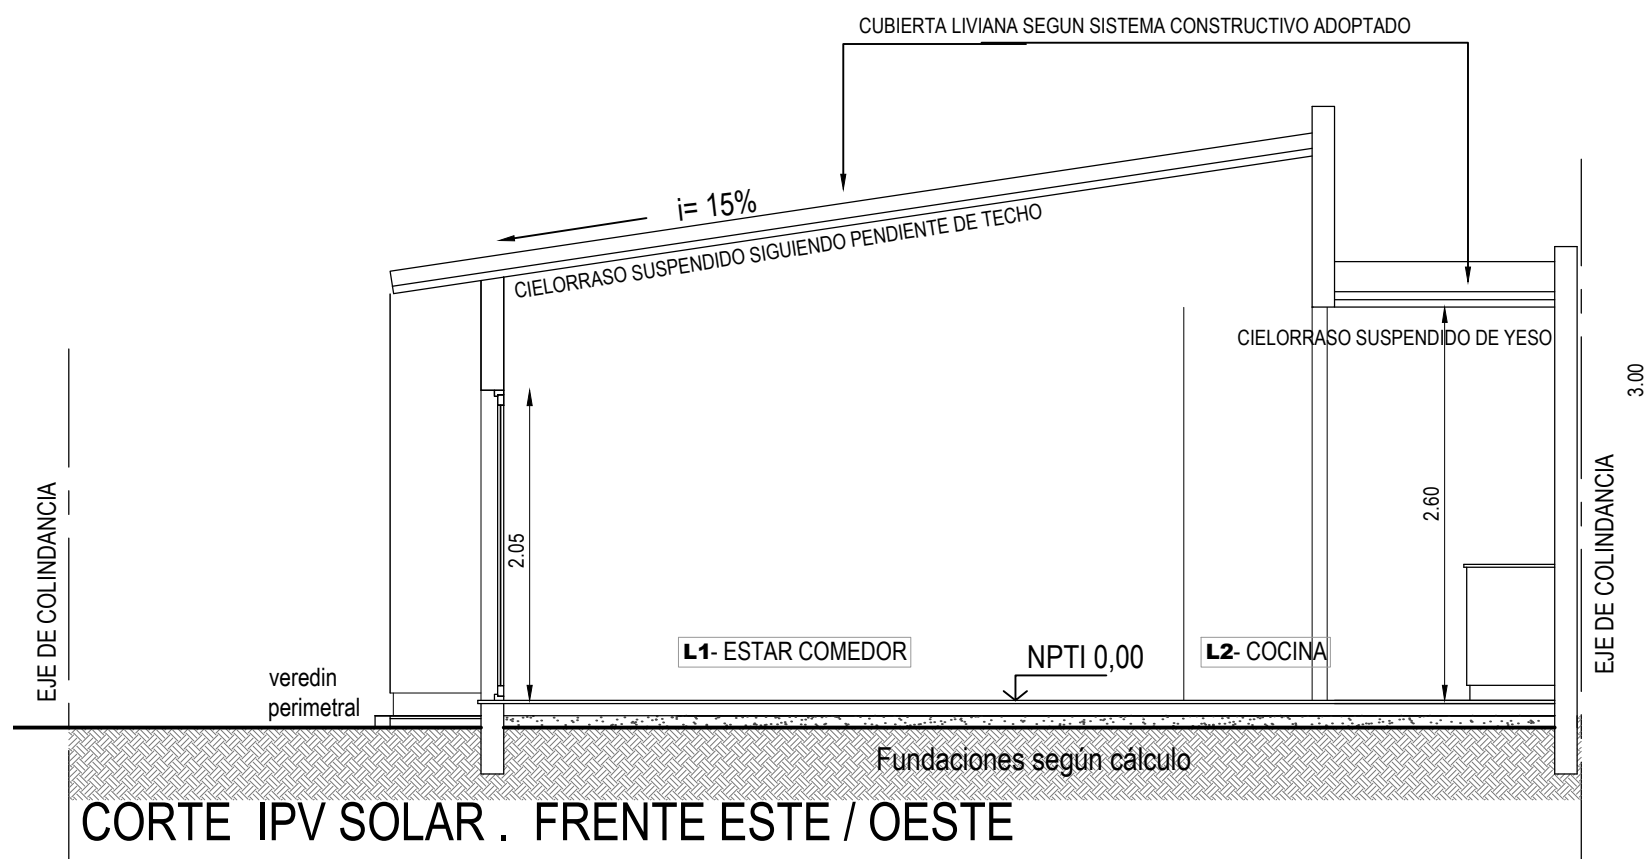 CUBIERTA LIVIANA SEGUN SISTEMA CONSTRUCTIVO ADOPTADO
i= 15%
CIELORRASO SUSPENDIDO SIGUIENDO PENDIENTE DE TECHO
CIELORRASO SUSPENDIDO DE YESO
3.00
2.60
2.05
EJE DE COLINDANCIA
EJE DE COLINDANCIA
L1- ESTAR COMEDOR
NPTI 0,00
L2- COCINA
veredin
perimetral
Fundaciones según cálculo
CORTE IPV SOLAR . FRENTE ESTE / OESTE